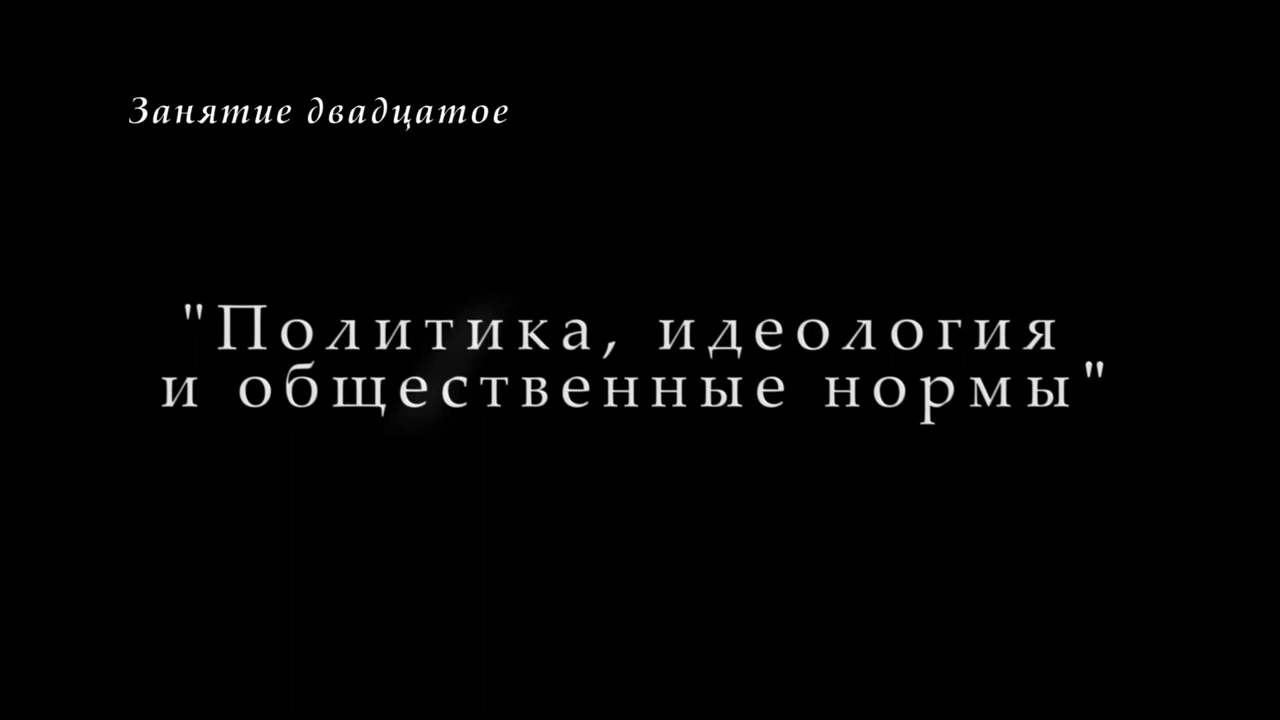 Занятие двадцатое
"Политика, идеология
и общественные нормы"